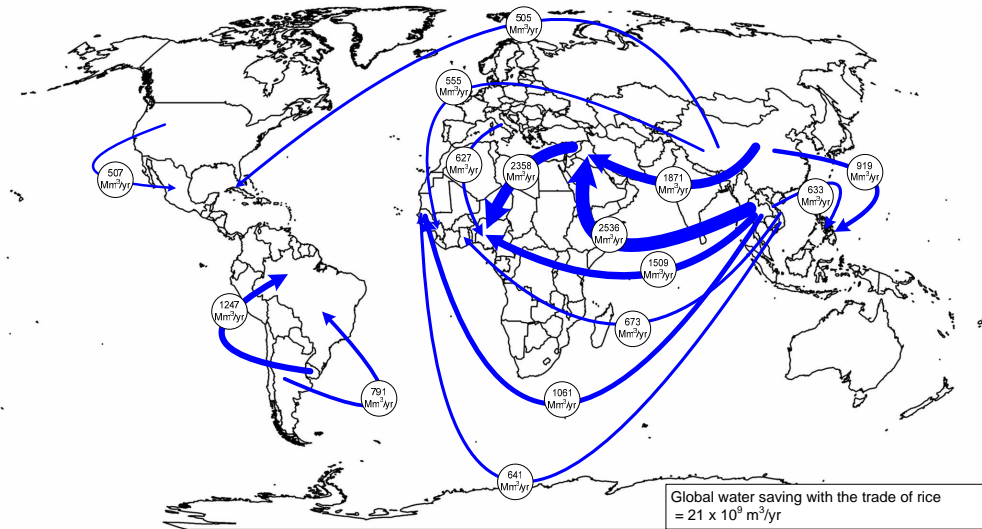 505
Mm³/yr
555
Mm³/yr
627
Mm³/yr
2358
Mm³/yr
1871
Mm³/yr
919
Mm³/yr
633
Mm³/yr
507
Mm³/yr
2536
Mm³/yr
1509
Mm³/yr
1247
Mm³/yr
673
Mm³/yr
791
Mm³/yr
1061
Mm³/yr
641
Mm³/yr
Global water saving with the trade of rice
= 21 x 10⁹ m³/yr